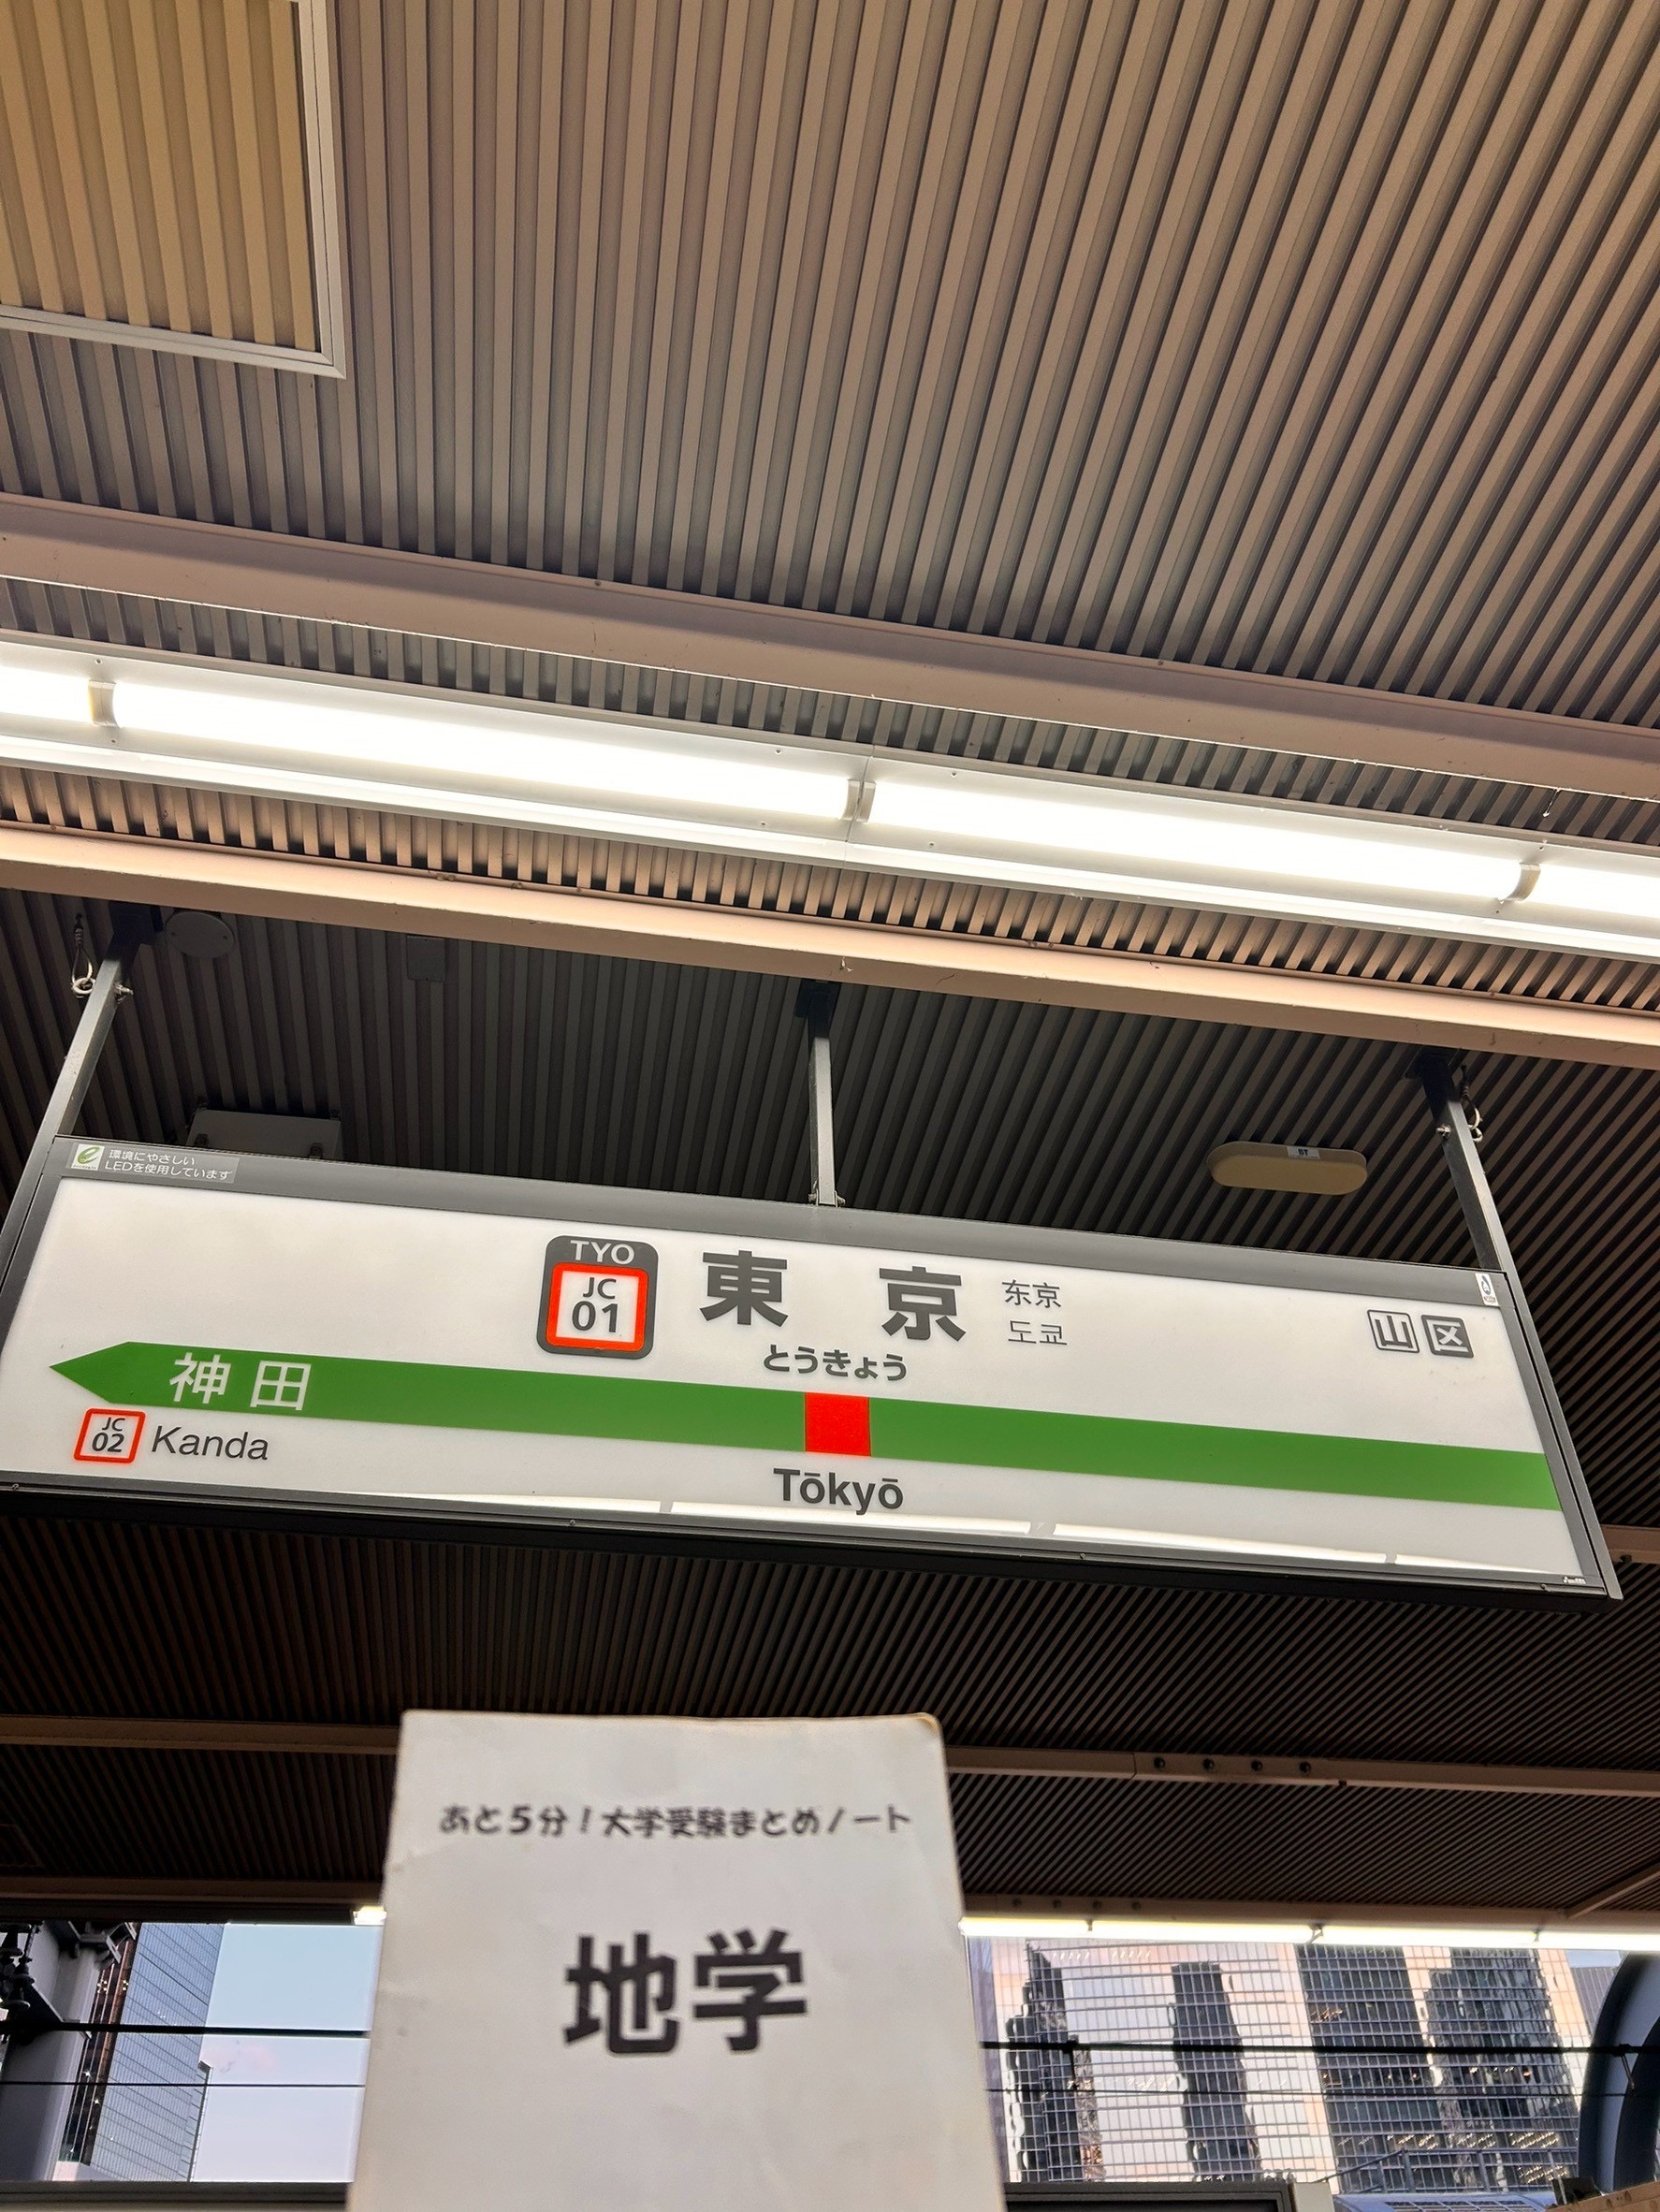 環境にやさしい
LEDを使用しています
TYO
JC
01
東京
东京
도쿄
とうきょう
山区
神田
JC
02
Kanda
Tōkyō
あと5分！大学受験まとめノート
地学